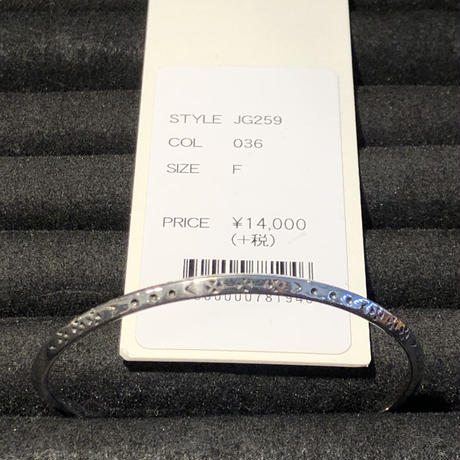 STYLE JG259
COL 036
SIZE F
PRICE ¥14,000
(+税)